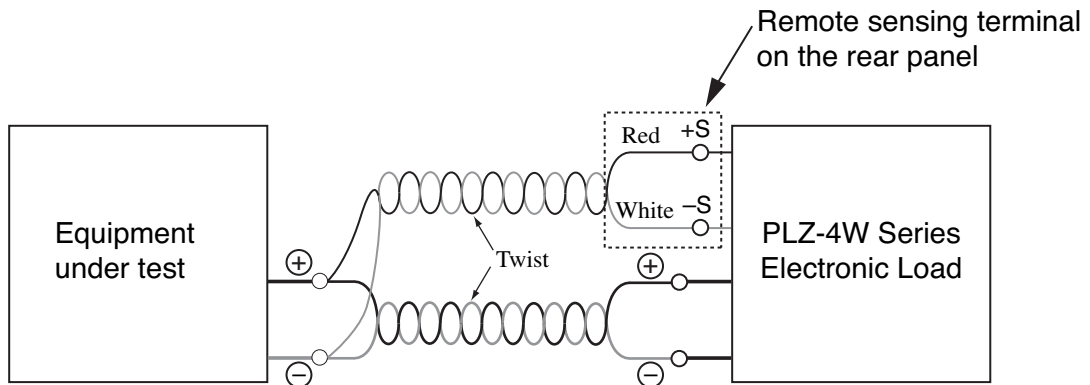 Remote sensing terminal
on the rear panel
Red
+S
White
−S
Equipment
under test
PLZ-4W Series
Electronic Load
Twist
+
+
−
−